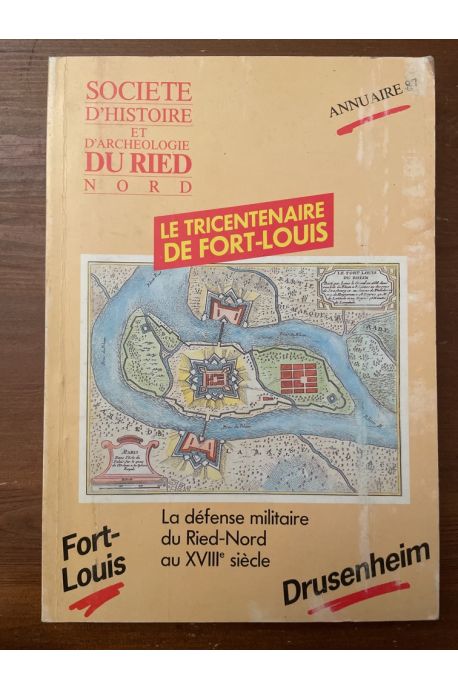 SOCIETE
D'HISTOIRE
ET
D'ARCHEOLOGIE
DU RIED
NORD
ANNUAIRE 87
LE TRICENTENAIRE
DE FORT-LOUIS
LE FORT LOUIS
DU RHEIN
A PARIS
La défense militaire
du Ried-Nord
au XVIIIe siècle
Fort-
Louis
Drusenheim